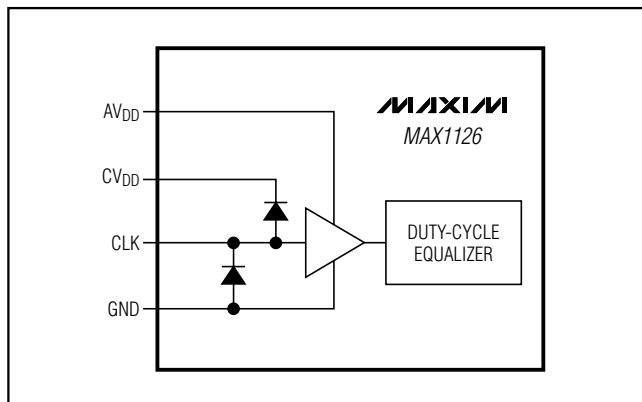 AVDD
MAXIM
MAX1126
CVDD
CLK
DUTY-CYCLE
EQUALIZER
GND